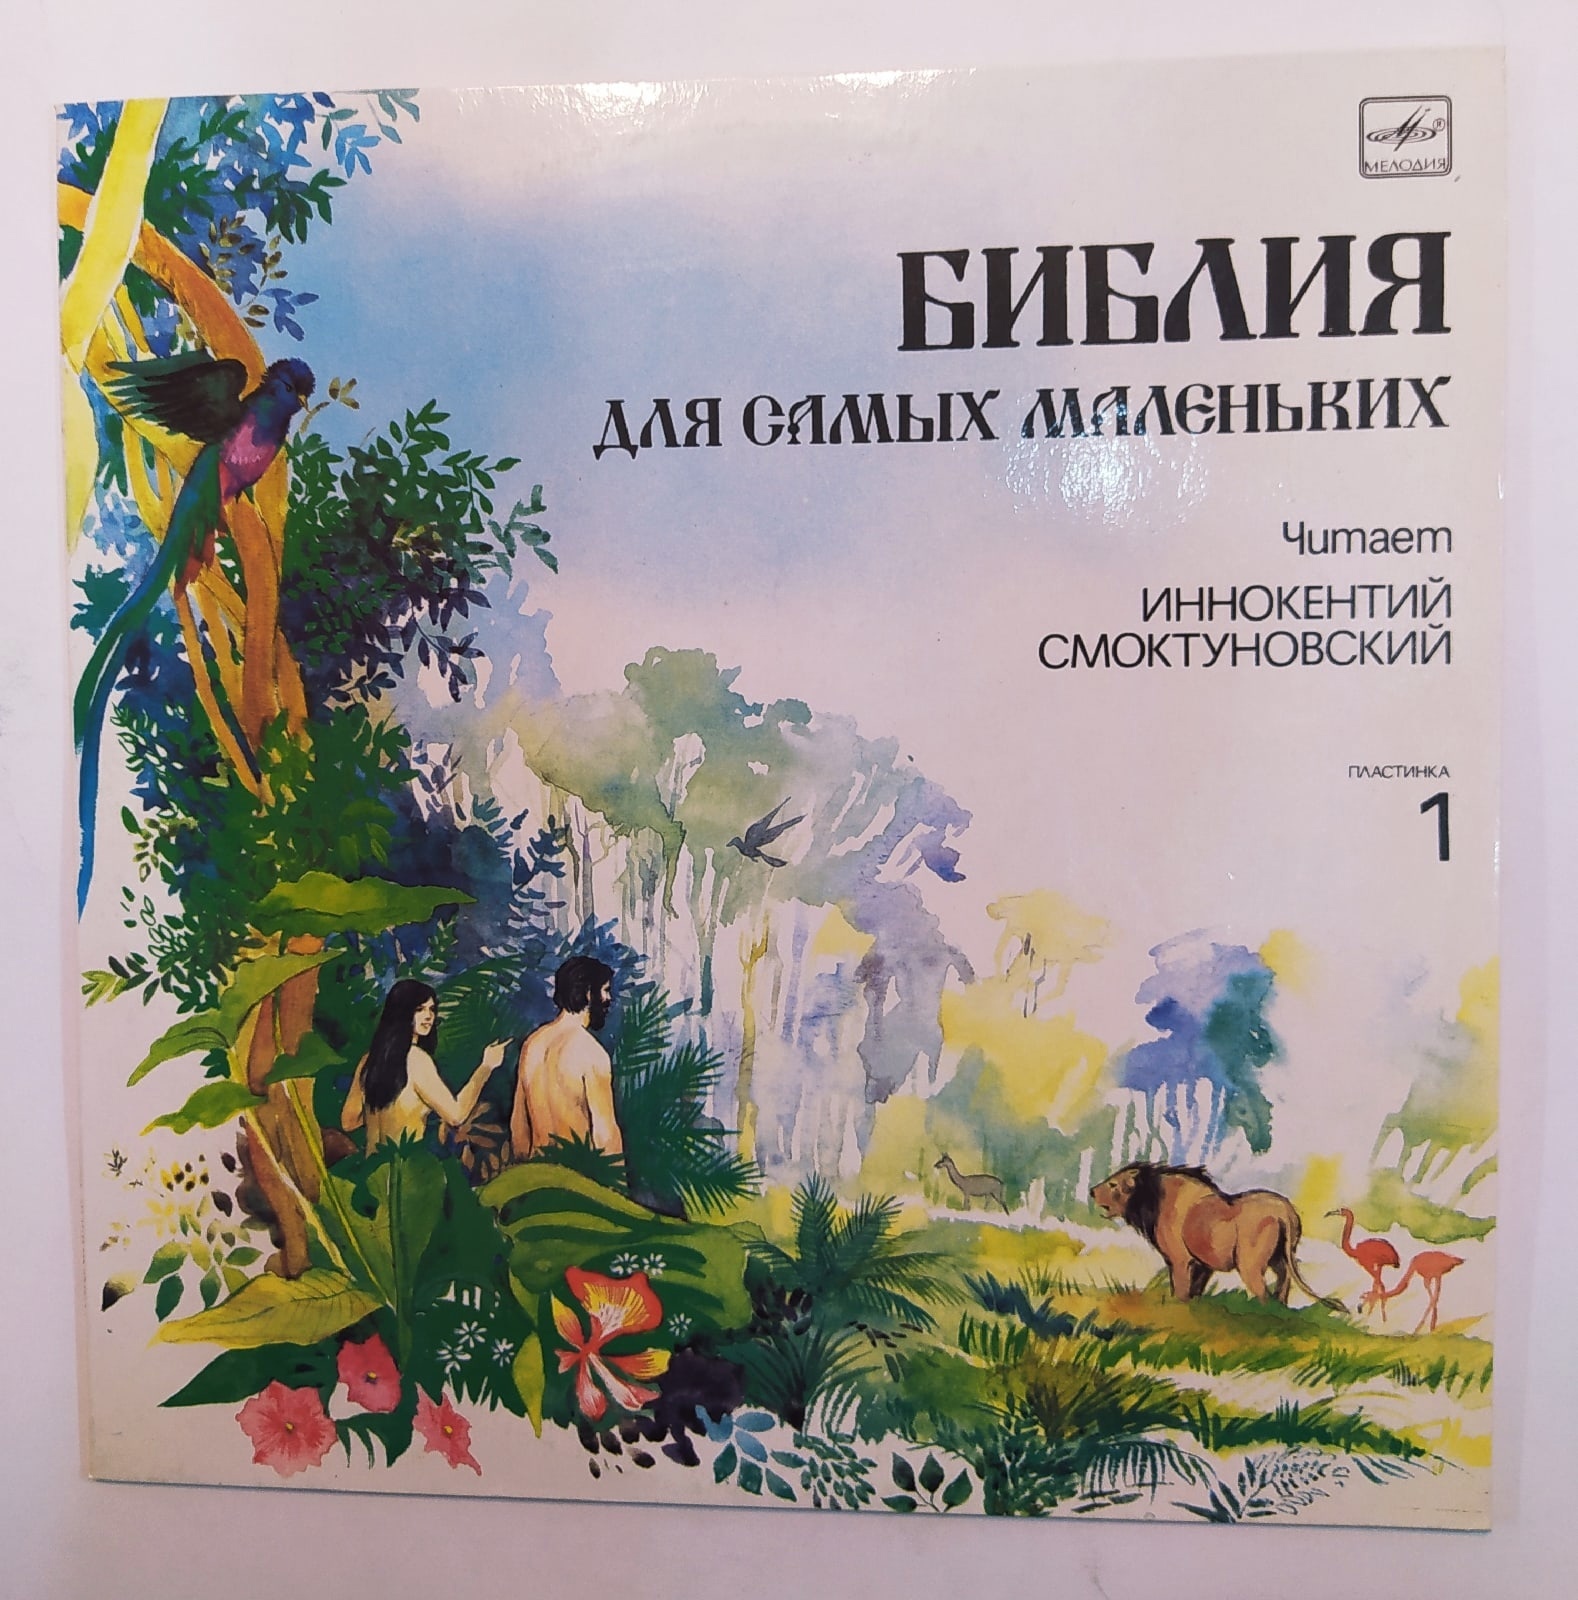 МЕЛОДИЯ
БИБЛИЯ
ДЛЯ САМЫХ МАЛЕНЬКИХ
Читает
ИННОКЕНТИЙ
СМОКТУНОВСКИЙ
ПЛАСТИНКА
1